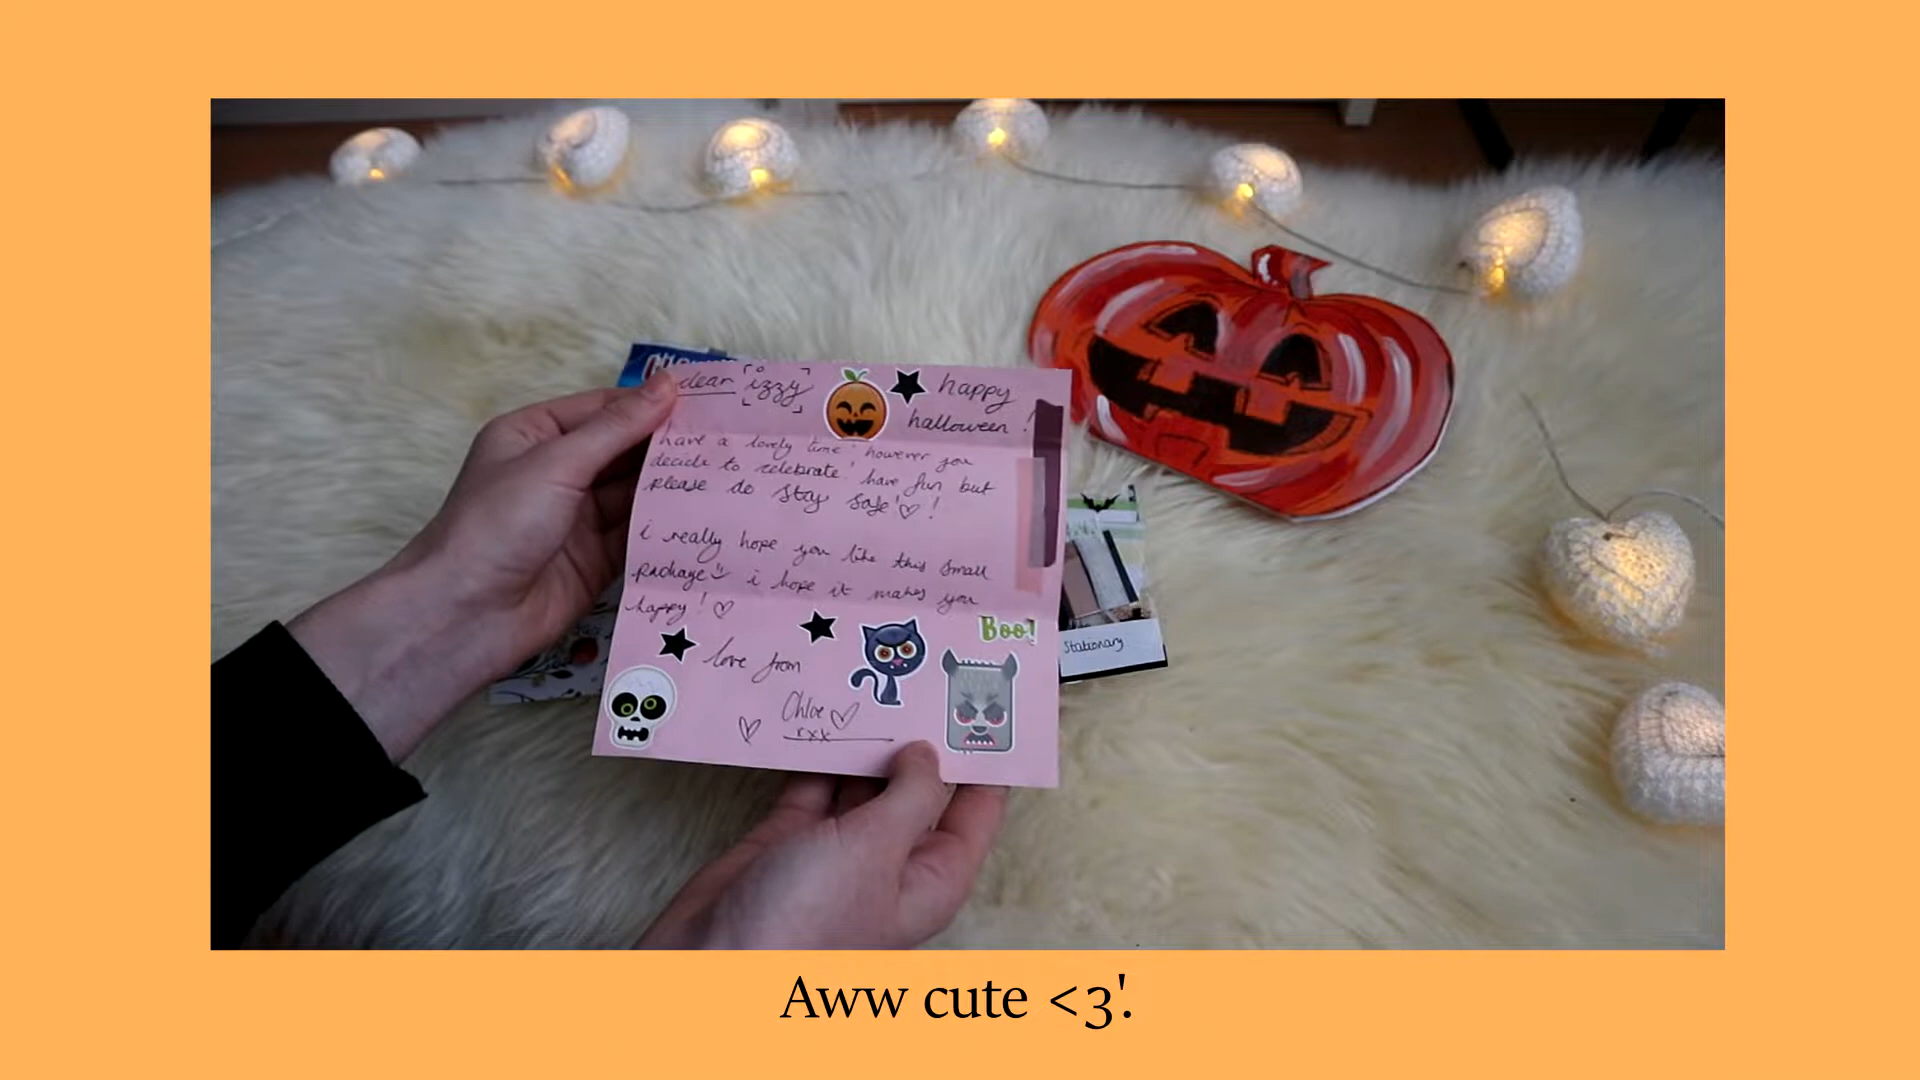 dear izzy
happy
halloween !
have a lovely time! however you
decide to celebrate! have fun but
please do stay safe! ♡ !
i really hope you like this small
package i hope it makes you
happy! ♡
Boo!
love from
Chloe ♡
xxx
Stationary
Aww cute <3'.